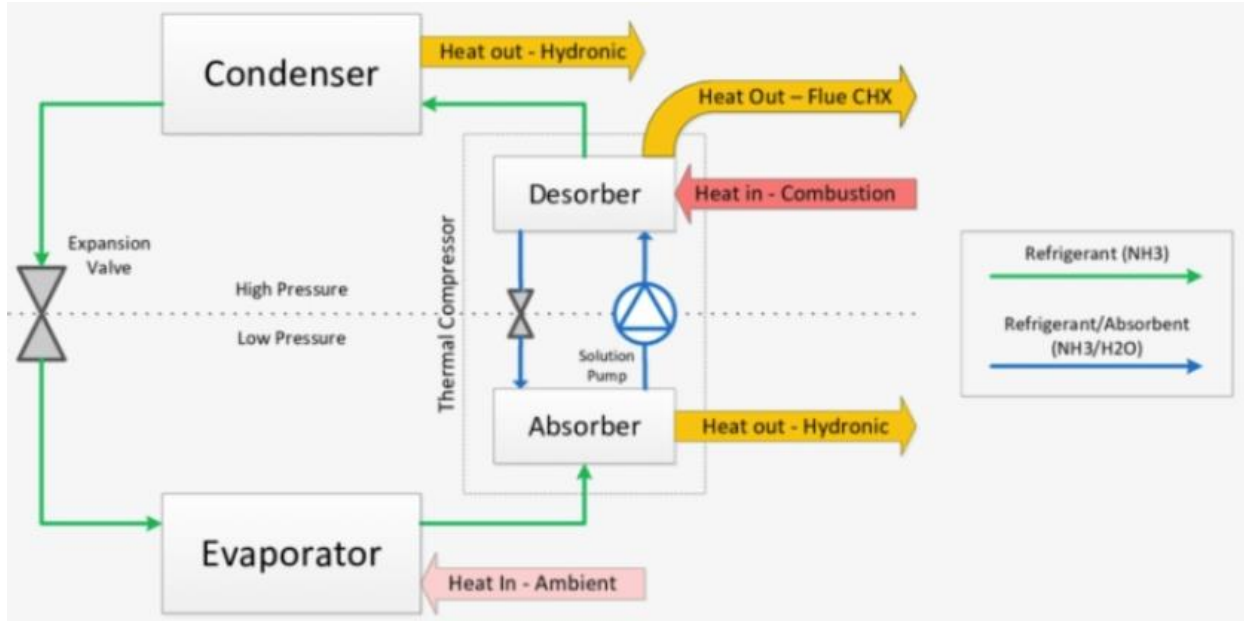 Condenser
Heat out - Hydronic
Heat Out – Flue CHX
Desorber
Heat in - Combustion
Expansion
Valve
High Pressure
Low Pressure
Thermal Compressor
Solution
Pump
Absorber
Heat out - Hydronic
Evaporator
Heat In - Ambient
Refrigerant (NH3)
Refrigerant/Absorbent
(NH3/H2O)